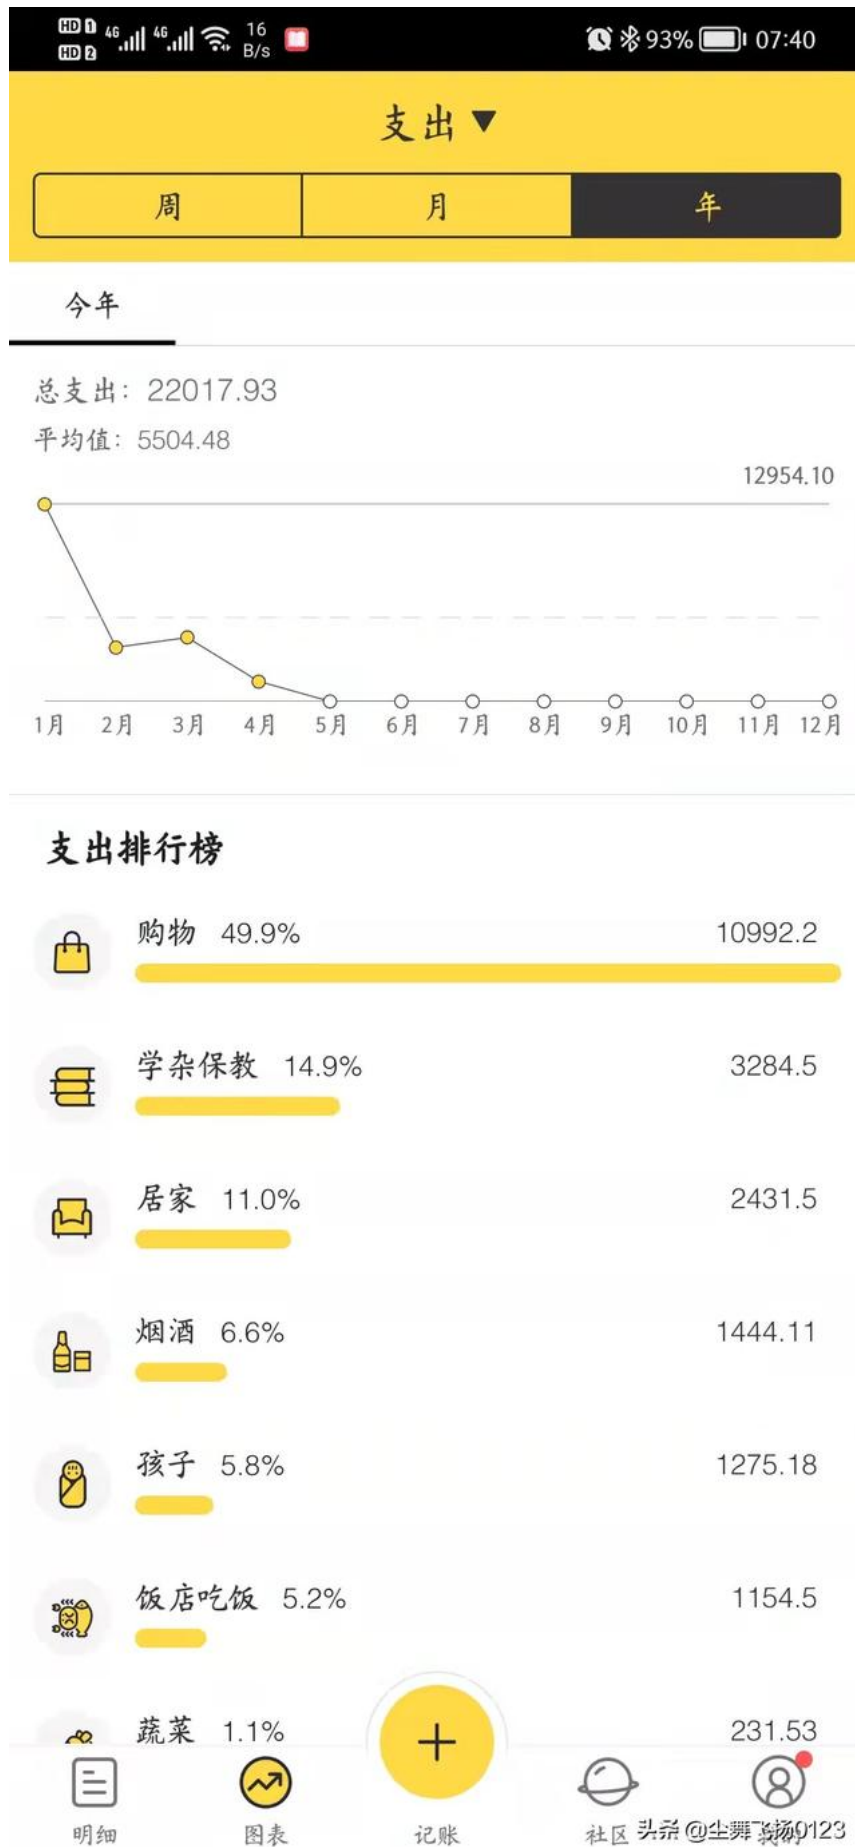 HD 1 4G 4G 16 93% 07:40
HD 2 B/s
支出▼
周 月 年
今年
总支出：22017.93
平均值：5504.48
12954.10
1月 2月 3月 4月 5月 6月 7月 8月 9月 10月 11月 12月
支出排行榜
购物 49.9% 10992.2
学杂保教 14.9% 3284.5
居家 11.0% 2431.5
烟酒 6.6% 1444.11
孩子 5.8% 1275.18
饭店吃饭 5.2% 1154.5
蔬菜 1.1% 231.53
明细 图表 记账 社区
头条 @尘舞飞扬0123